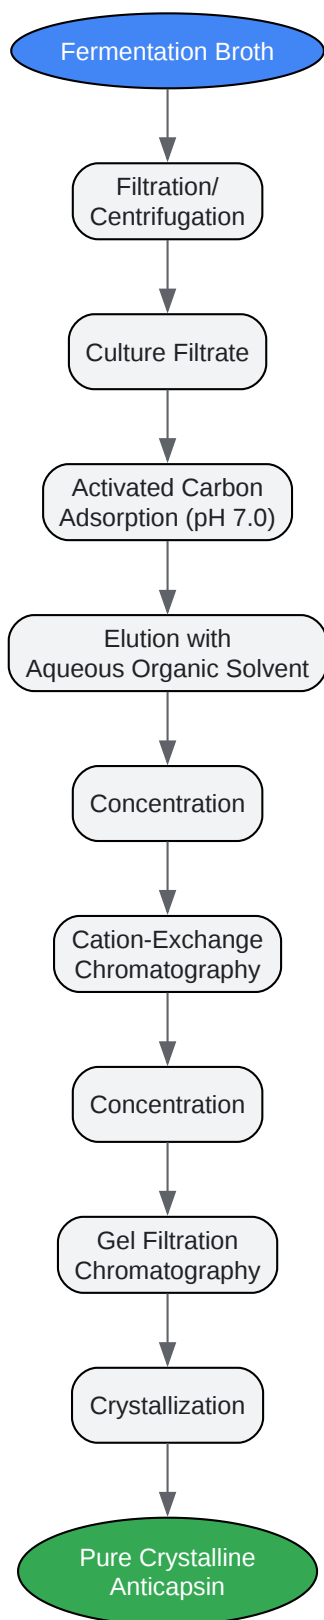 Fermentation Broth
Filtration/
Centrifugation
Culture Filtrate
Activated Carbon
Adsorption (pH 7.0)
Elution with
Aqueous Organic Solvent
Concentration
Cation-Exchange
Chromatography
Concentration
Gel Filtration
Chromatography
Crystallization
Pure Crystalline
Anticapsin